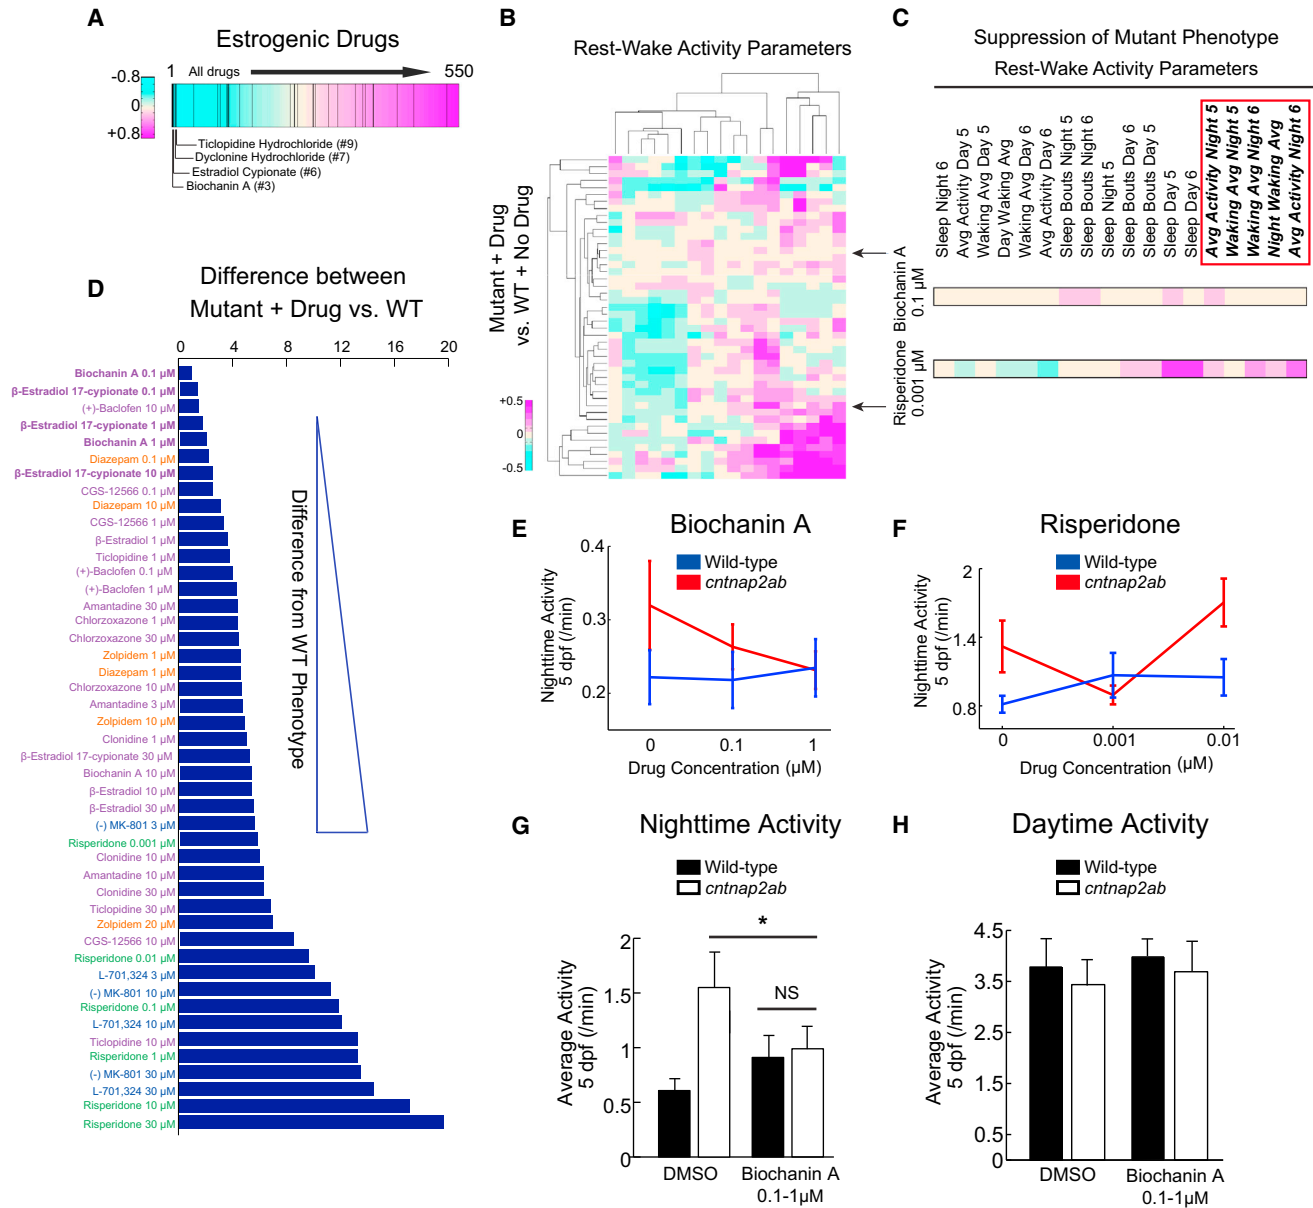 A
Estrogenic Drugs
1
All drugs
550
-0.8
0
+0.8
Ticlopidine Hydrochloride (#9)
Dyclonine Hydrochloride (#7)
Estradiol Cypionate (#6)
Biochanin A (#3)
B
Rest-Wake Activity Parameters
Mutant + Drug
vs. WT + No Drug
+0.5
0
-0.5
C
Suppression of Mutant Phenotype
Rest-Wake Activity Parameters
Sleep Night 6
Avg Activity Day 5
Waking Avg Day 5
Day Waking Avg
Waking Avg Day 6
Avg Activity Day 6
Sleep Bouts Night 5
Sleep Bouts Night 6
Sleep Night 5
Sleep Bouts Day 6
Sleep Bouts Day 5
Sleep Day 5
Sleep Day 6
Avg Activity Night 5
Waking Avg Night 5
Waking Avg Night 6
Night Waking Avg
Avg Activity Night 6
Biochanin A
0.1 µM
Risperidone
0.001 µM
D
Difference between
Mutant + Drug vs. WT
0 4 8 12 16 20
Biochanin A 0.1 µM
β-Estradiol 17-cypionate 0.1 µM
(+)-Baclofen 10 µM
β-Estradiol 17-cypionate 1 µM
Biochanin A 1 µM
Diazepam 0.1 µM
β-Estradiol 17-cypionate 10 µM
CGS-12566 0.1 µM
Diazepam 10 µM
CGS-12566 1 µM
β-Estradiol 1 µM
Ticlopidine 1 µM
(+)-Baclofen 0.1 µM
(+)-Baclofen 1 µM
Amantadine 30 µM
Chlorzoxazone 1 µM
Chlorzoxazone 30 µM
Zolpidem 1 µM
Diazepam 1 µM
Chlorzoxazone 10 µM
Amantadine 3 µM
Zolpidem 10 µM
Clonidine 1 µM
β-Estradiol 17-cypionate 30 µM
Biochanin A 10 µM
β-Estradiol 10 µM
β-Estradiol 30 µM
(-) MK-801 3 µM
Risperidone 0.001 µM
Clonidine 10 µM
Amantadine 10 µM
Clonidine 30 µM
Ticlopidine 30 µM
Zolpidem 20 µM
CGS-12566 10 µM
Risperidone 0.01 µM
L-701,324 3 µM
(-) MK-801 10 µM
Risperidone 0.1 µM
L-701,324 10 µM
Ticlopidine 10 µM
Risperidone 1 µM
(-) MK-801 30 µM
L-701,324 30 µM
Risperidone 10 µM
Risperidone 30 µM
Difference from WT Phenotype
E
Biochanin A
Wild-type
cntnap2ab
Nighttime Activity
5 dpf (/min)
0.4
0.3
0.2
0 0.1 1
Drug Concentration (µM)
F
Risperidone
Wild-type
cntnap2ab
Nighttime Activity
5 dpf (/min)
2
1.4
0.8
0 0.001 0.01
Drug Concentration (µM)
G
Nighttime Activity
Wild-type
cntnap2ab
Average Activity
5 dpf (/min)
2
1.5
1
0.5
0
*
NS
DMSO
Biochanin A
0.1-1µM
H
Daytime Activity
Wild-type
cntnap2ab
Average Activity
5 dpf (/min)
4.5
3.5
2.5
1.5
0.5
0
DMSO
Biochanin A
0.1-1µM